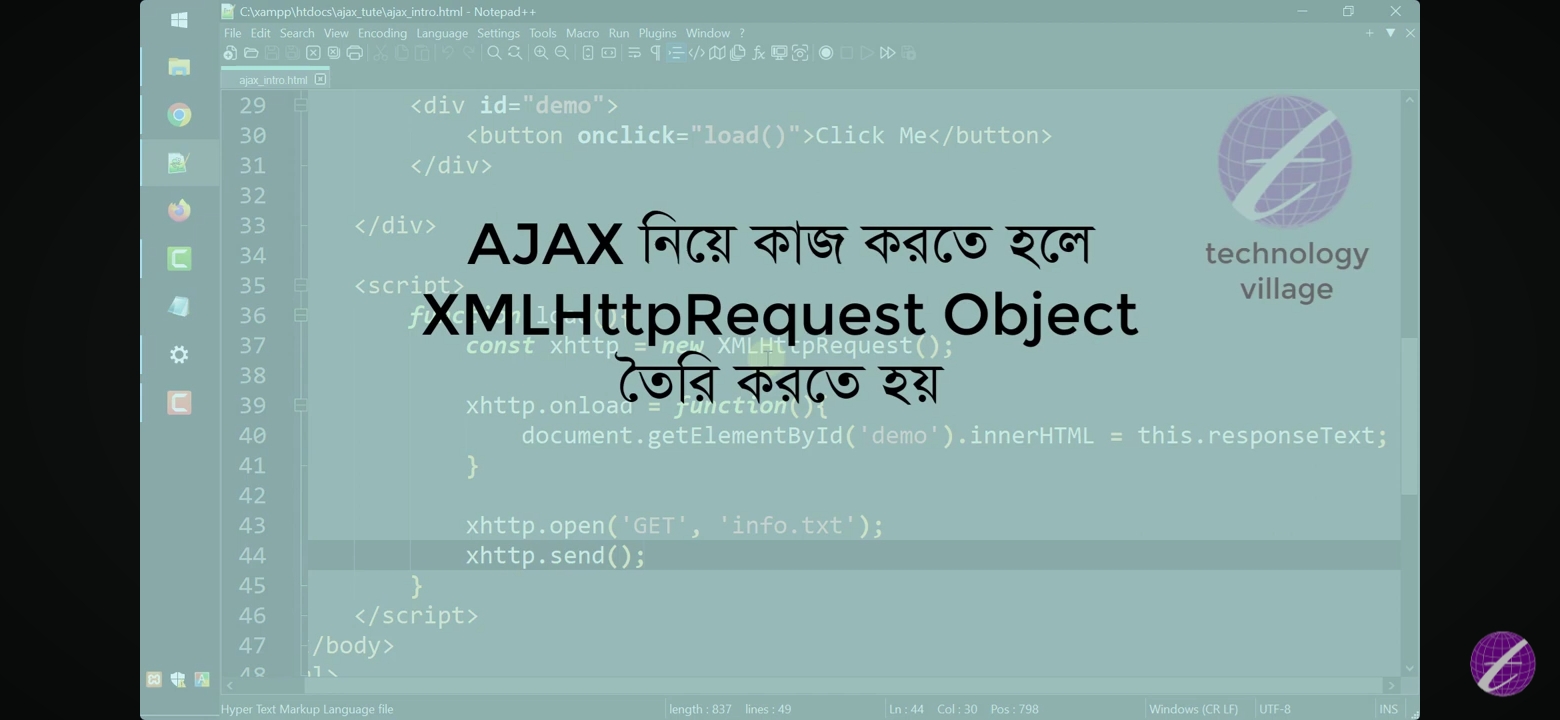 C:\xampp\htdocs\ajax_tute\ajax_intro.html - Notepad++
File Edit Search View Encoding Language Settings Tools Macro Run Plugins Window ?
ajax_intro.html
29 <div id="demo">
30 <button onclick="load()">Click Me</button>
31 </div>
32
33 </div>
34
35 <script>
36 function load(){
37 const xhttp = new XMLHttpRequest();
38
39 xhttp.onload = function(){
40 document.getElementById('demo').innerHTML = this.responseText;
41 }
42
43 xhttp.open('GET', 'info.txt');
44 xhttp.send();
45 }
46 </script>
47 /body>
48
AJAX নিয়ে কাজ করতে হলে
XMLHttpRequest Object
তৈরি করতে হয়
technology
village
Hyper Text Markup Language file length : 837 lines : 49 Ln : 44 Col : 30 Pos : 798 Windows (CR LF) UTF-8 INS